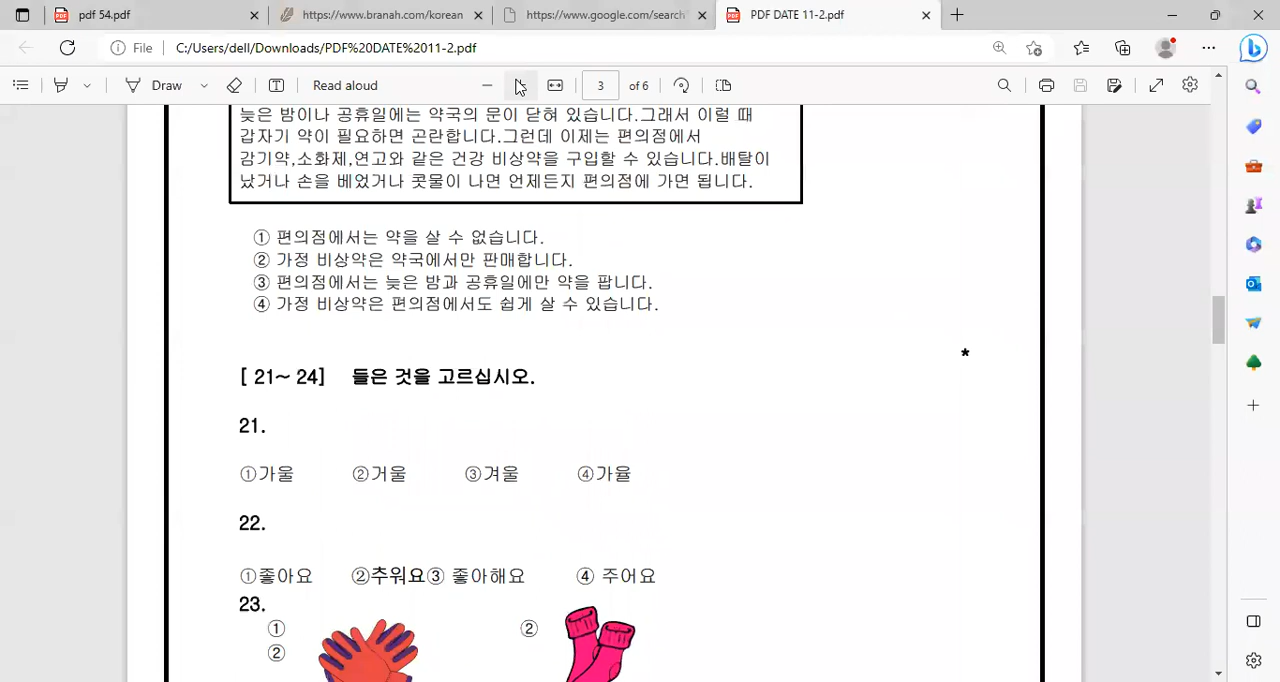 pdf 54.pdf
https://www.branah.com/korean
https://www.google.com/search
PDF DATE 11-2.pdf
File
C:/Users/dell/Downloads/PDF%20DATE%2011-2.pdf
Draw
Read aloud
3 of 6
늦은 밤이나 공휴일에는 약국의 문이 닫혀 있습니다.그래서 이럴 때
갑자기 약이 필요하면 곤란합니다.그런데 이제는 편의점에서
감기약,소화제,연고와 같은 건강 비상약을 구입할 수 있습니다.배탈이
났거나 손을 베었거나 콧물이 나면 언제든지 편의점에 가면 됩니다.
① 편의점에서는 약을 살 수 없습니다.
② 가정 비상약은 약국에서만 판매합니다.
③ 편의점에서는 늦은 밤과 공휴일에만 약을 팝니다.
④ 가정 비상약은 편의점에서도 쉽게 살 수 있습니다.
*
[ 21~ 24] 들은 것을 고르십시오.
21.
①가울 ②거울 ③겨울 ④가율
22.
①좋아요 ②추워요③ 좋아해요 ④ 주어요
23.
① ②
②